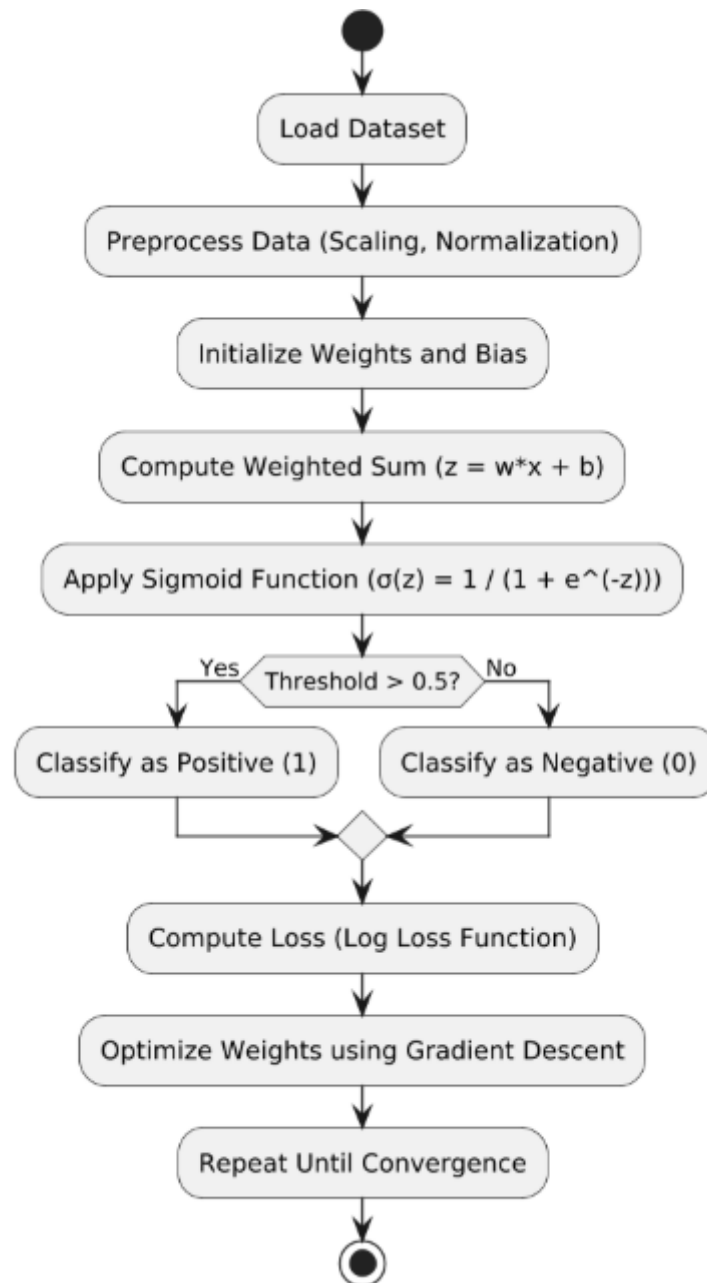 Load Dataset
Preprocess Data (Scaling, Normalization)
Initialize Weights and Bias
Compute Weighted Sum (z = w*x + b)
Apply Sigmoid Function (σ(z) = 1 / (1 + e^(-z)))
Yes
Threshold > 0.5?
No
Classify as Positive (1)
Classify as Negative (0)
Compute Loss (Log Loss Function)
Optimize Weights using Gradient Descent
Repeat Until Convergence